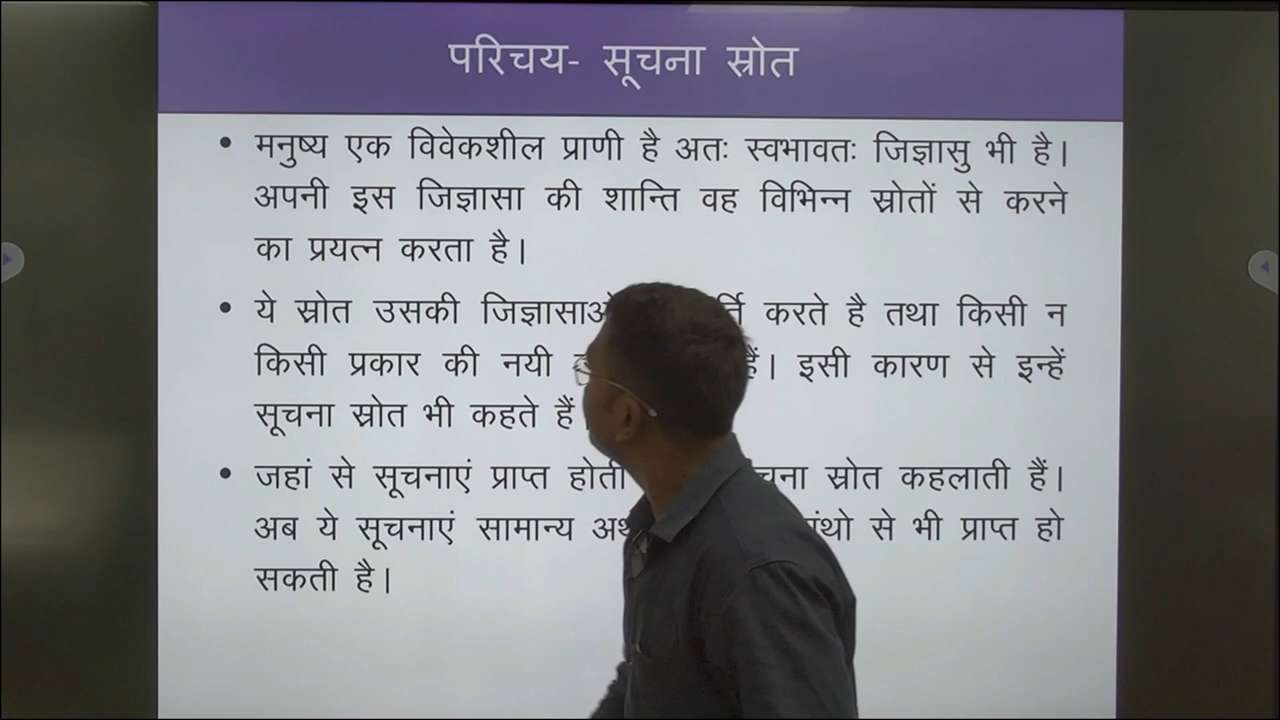 परिचय- सूचना स्रोत
• मनुष्य एक विवेकशील प्राणी है अतः स्वभावतः जिज्ञासु भी है।
अपनी इस जिज्ञासा की शान्ति वह विभिन्न स्रोतों से करने
का प्रयत्न करता है।
• ये स्रोत उसकी करते है तथा किसी न
किसी प्रकार की नयी हैं। इसी कारण से इन्हें
सूचना स्रोत भी कहते हैं
• जहां से सूचनाएं प्राप्त होती स्रोत कहलाती हैं।
अब ये सूचनाएं सामान्य से भी प्राप्त हो
सकती है।